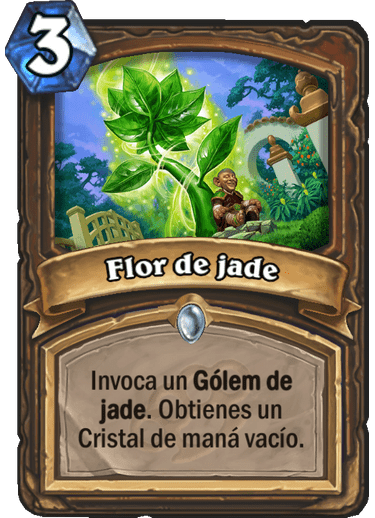 3
Flor de jade
Invoca un Gólem de
jade. Obtienes un
Cristal de maná vacío.